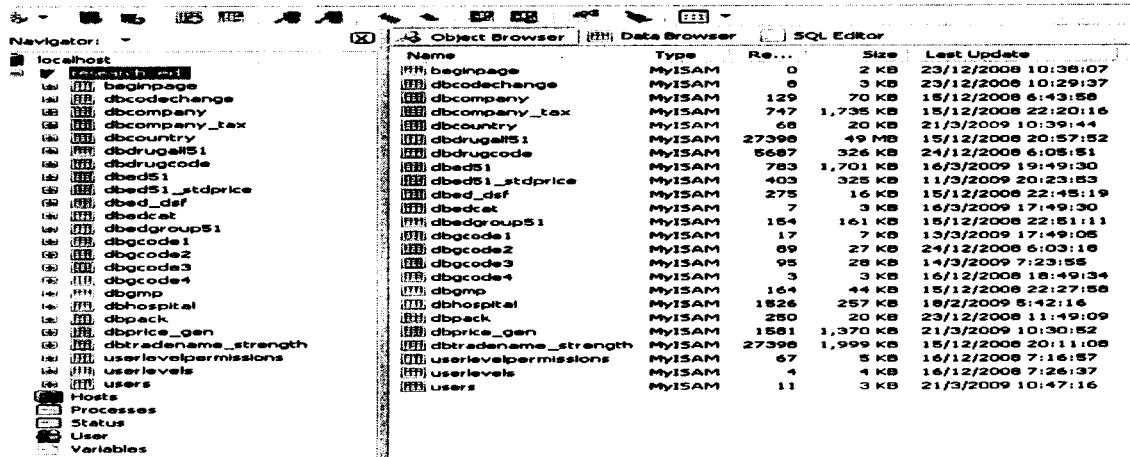 Navigator:
localhost
beginpage
dbcodechange
dbcompany
dbcompany_tax
dbcountry
dbdrugall51
dbdrugcode
dbed51
dbed51_stdprice
dbed_dsf
dbedcat
dbedgroup51
dbgcode1
dbgcode2
dbgcode3
dbgcode4
dbgmp
dbhospital
dbpack
dbprice_gen
dbtradename_strength
userlevelpermissions
userlevels
users
Hosts
Processes
Status
User
Variables
Object Browser Data Browser SQL Editor
Name Type Re... Size Last Update
beginpage MyISAM 0 2 KB 23/12/2008 10:38:07
dbcodechange MyISAM 8 3 KB 23/12/2008 10:29:37
dbcompany MyISAM 129 70 KB 15/12/2008 6:43:58
dbcompany_tax MyISAM 747 1,735 KB 15/12/2008 22:20:16
dbcountry MyISAM 68 20 KB 21/3/2009 10:39:44
dbdrugall51 MyISAM 27398 49 MB 15/12/2008 20:57:52
dbdrugcode MyISAM 5687 326 KB 24/12/2008 6:05:51
dbed51 MyISAM 783 1,701 KB 16/3/2009 19:49:30
dbed51_stdprice MyISAM 403 325 KB 11/3/2009 20:23:53
dbed_dsf MyISAM 275 16 KB 15/12/2008 22:45:19
dbedcat MyISAM 7 3 KB 16/3/2009 17:49:30
dbedgroup51 MyISAM 154 161 KB 15/12/2008 22:51:11
dbgcode1 MyISAM 17 7 KB 13/3/2009 17:49:05
dbgcode2 MyISAM 89 27 KB 24/12/2008 6:03:18
dbgcode3 MyISAM 95 28 KB 14/3/2009 7:23:55
dbgcode4 MyISAM 3 3 KB 16/12/2008 18:49:34
dbgmp MyISAM 164 44 KB 15/12/2008 22:27:58
dbhospital MyISAM 1526 257 KB 18/2/2009 5:42:16
dbpack MyISAM 250 20 KB 23/12/2008 11:49:09
dbprice_gen MyISAM 1581 1,370 KB 21/3/2009 10:30:52
dbtradename_strength MyISAM 27398 1,999 KB 15/12/2008 20:11:08
userlevelpermissions MyISAM 67 5 KB 16/12/2008 7:16:57
userlevels MyISAM 4 4 KB 16/12/2008 7:26:37
users MyISAM 11 3 KB 21/3/2009 10:47:16